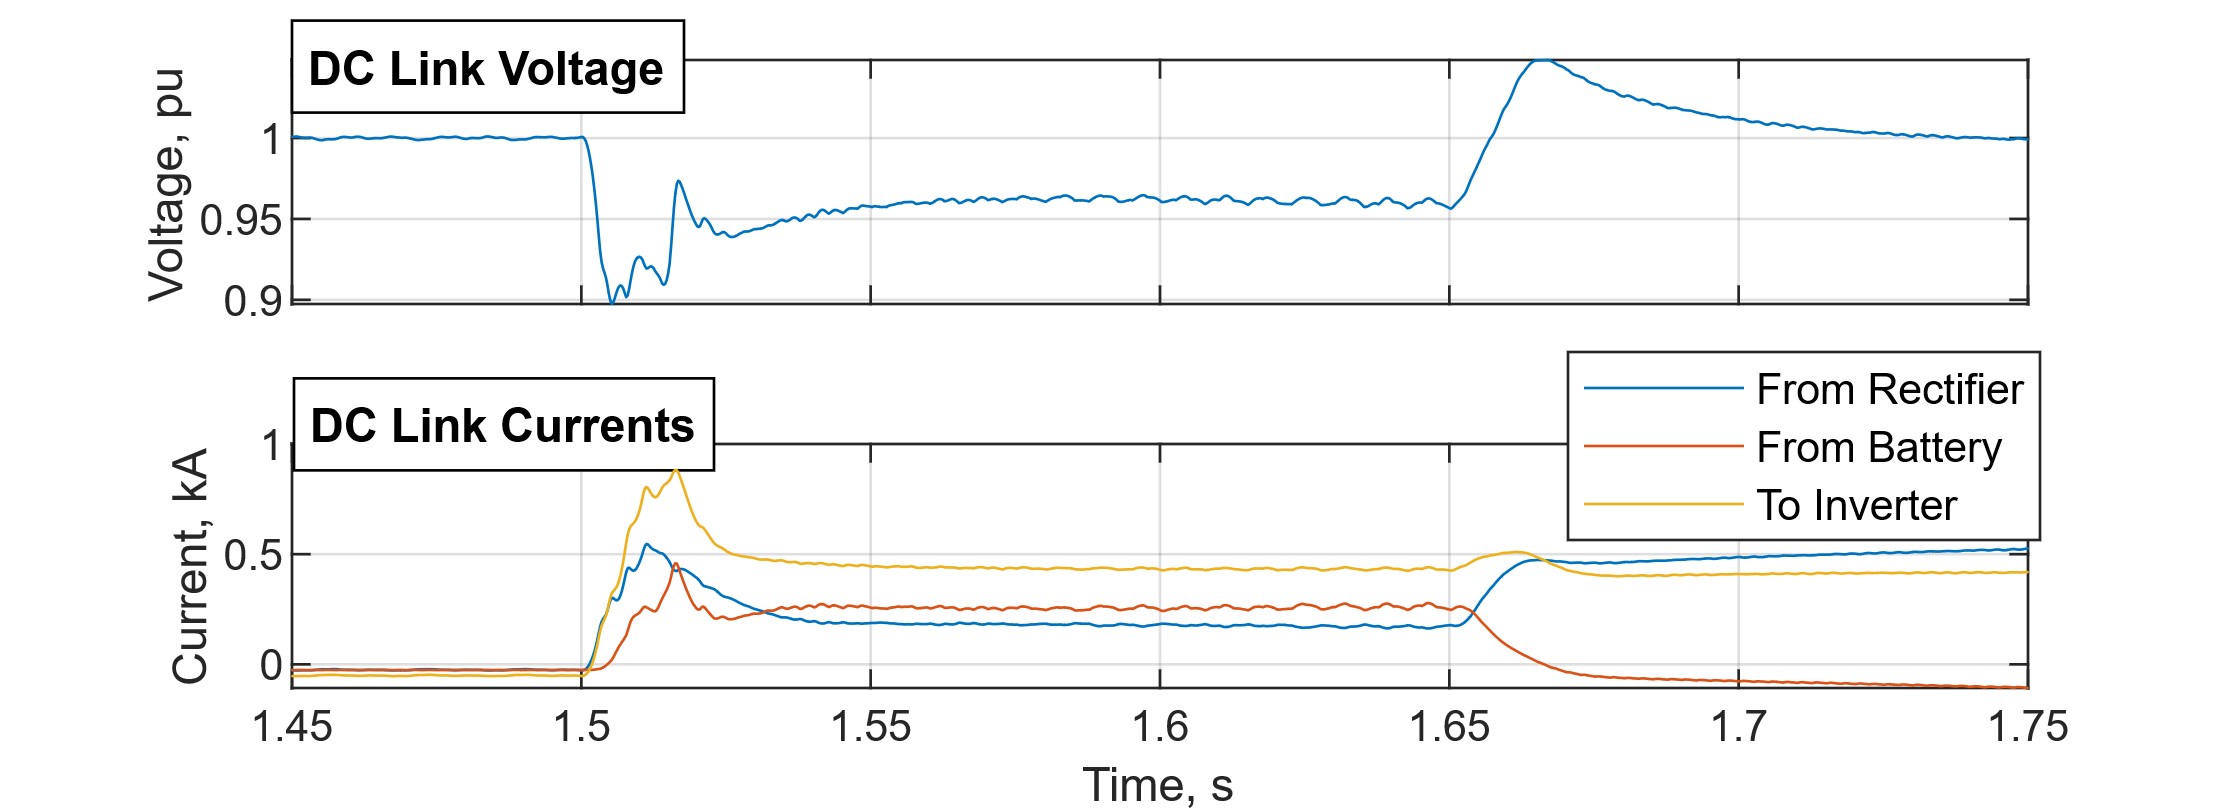 DC Link Voltage
Voltage, pu
1
0.95
0.9
DC Link Currents
Current, kA
1
0.5
0
From Rectifier
From Battery
To Inverter
1.45 1.5 1.55 1.6 1.65 1.7 1.75
Time, s